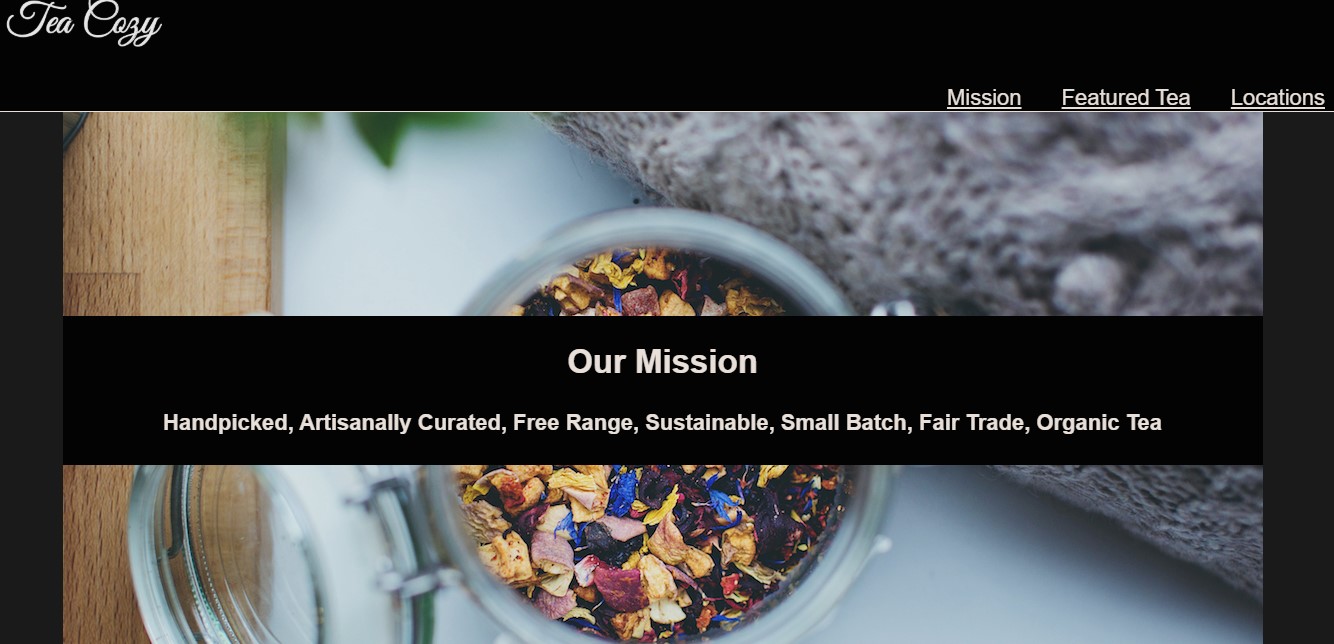 Tea Cozy
Mission Featured Tea Locations
Our Mission
Handpicked, Artisanally Curated, Free Range, Sustainable, Small Batch, Fair Trade, Organic Tea